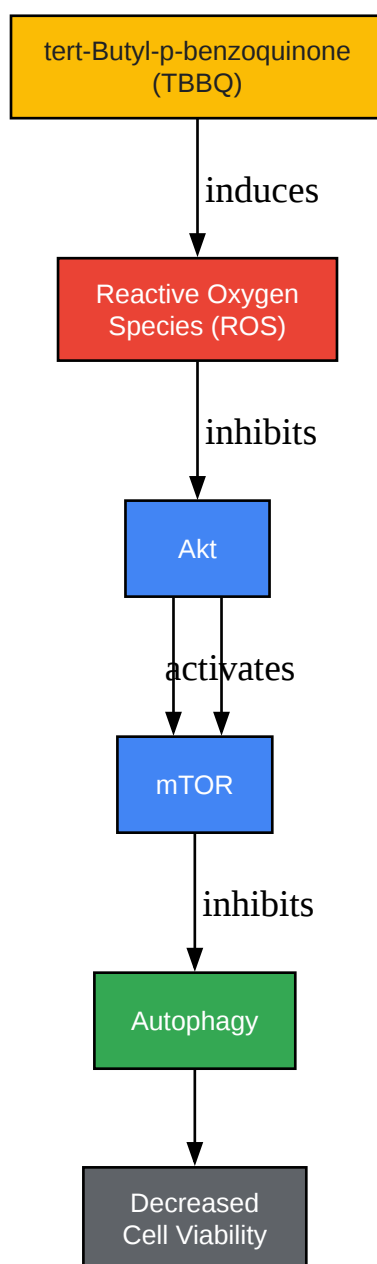 tert-Butyl-p-benzoquinone
(TBBQ)
induces
Reactive Oxygen
Species (ROS)
inhibits
Akt
activates
mTOR
inhibits
Autophagy
Decreased
Cell Viability